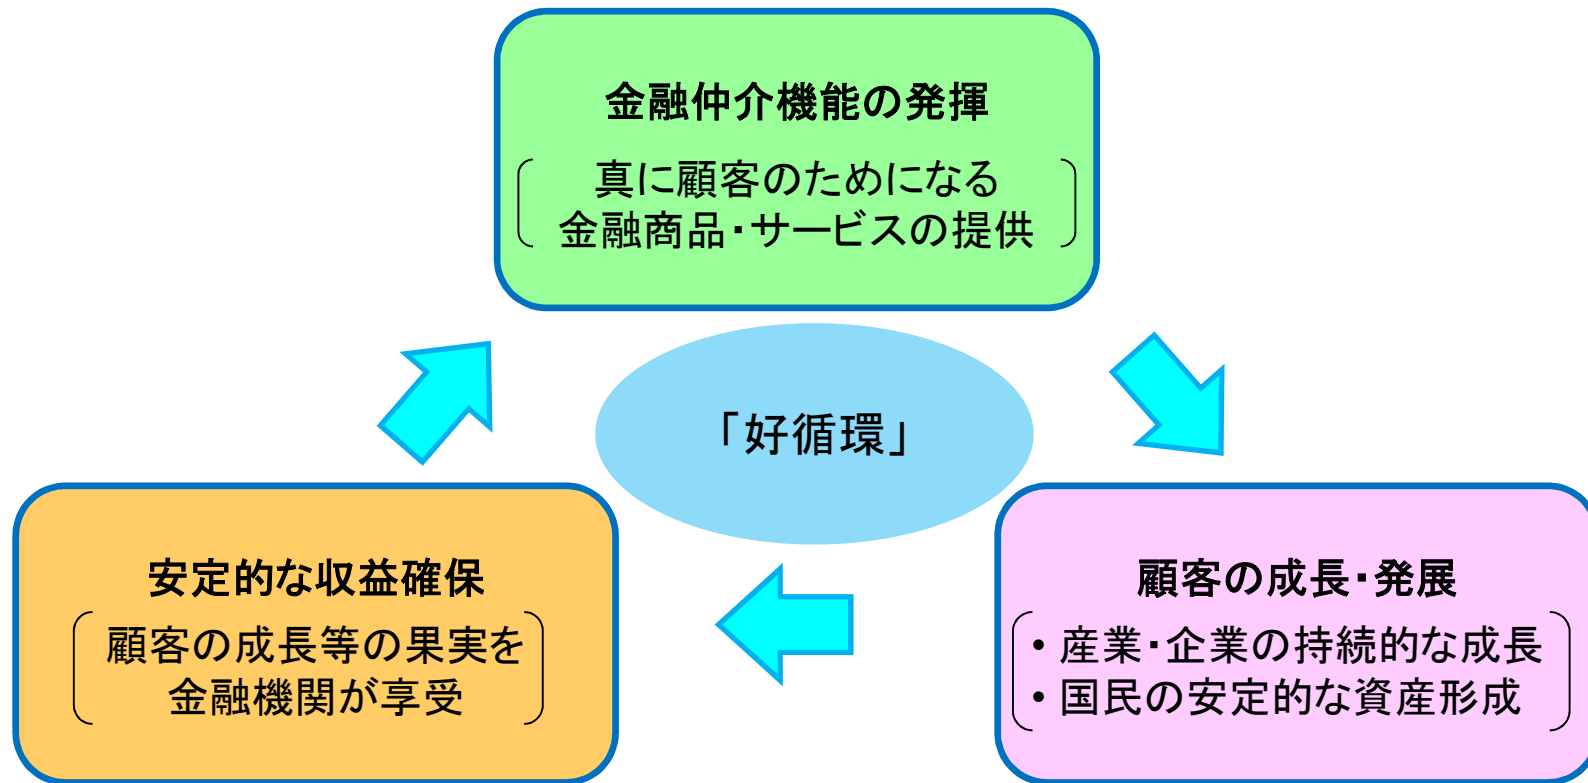 金融仲介機能の発揮
真に顧客のためになる
金融商品・サービスの提供
「好循環」
安定的な収益確保
顧客の成長等の果実を
金融機関が享受
顧客の成長・発展
・産業・企業の持続的な成長
・国民の安定的な資産形成